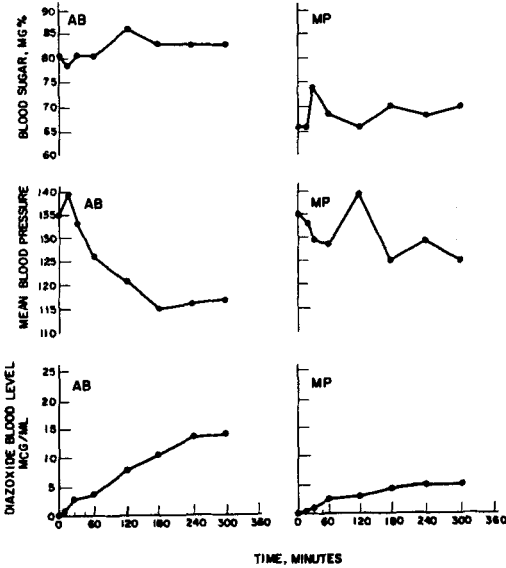 BLOOD SUGAR, MG%
90
85
80
75
70
65
60
AB
MP
MEAN BLOOD PRESSURE
140
135
130
125
120
115
110
AB
MP
DIAZOXIDE BLOOD LEVEL
MCG/ML
25
20
15
10
5
0
AB
MP
0 60 120 180 240 300 360
0 60 120 180 240 300 360
TIME, MINUTES